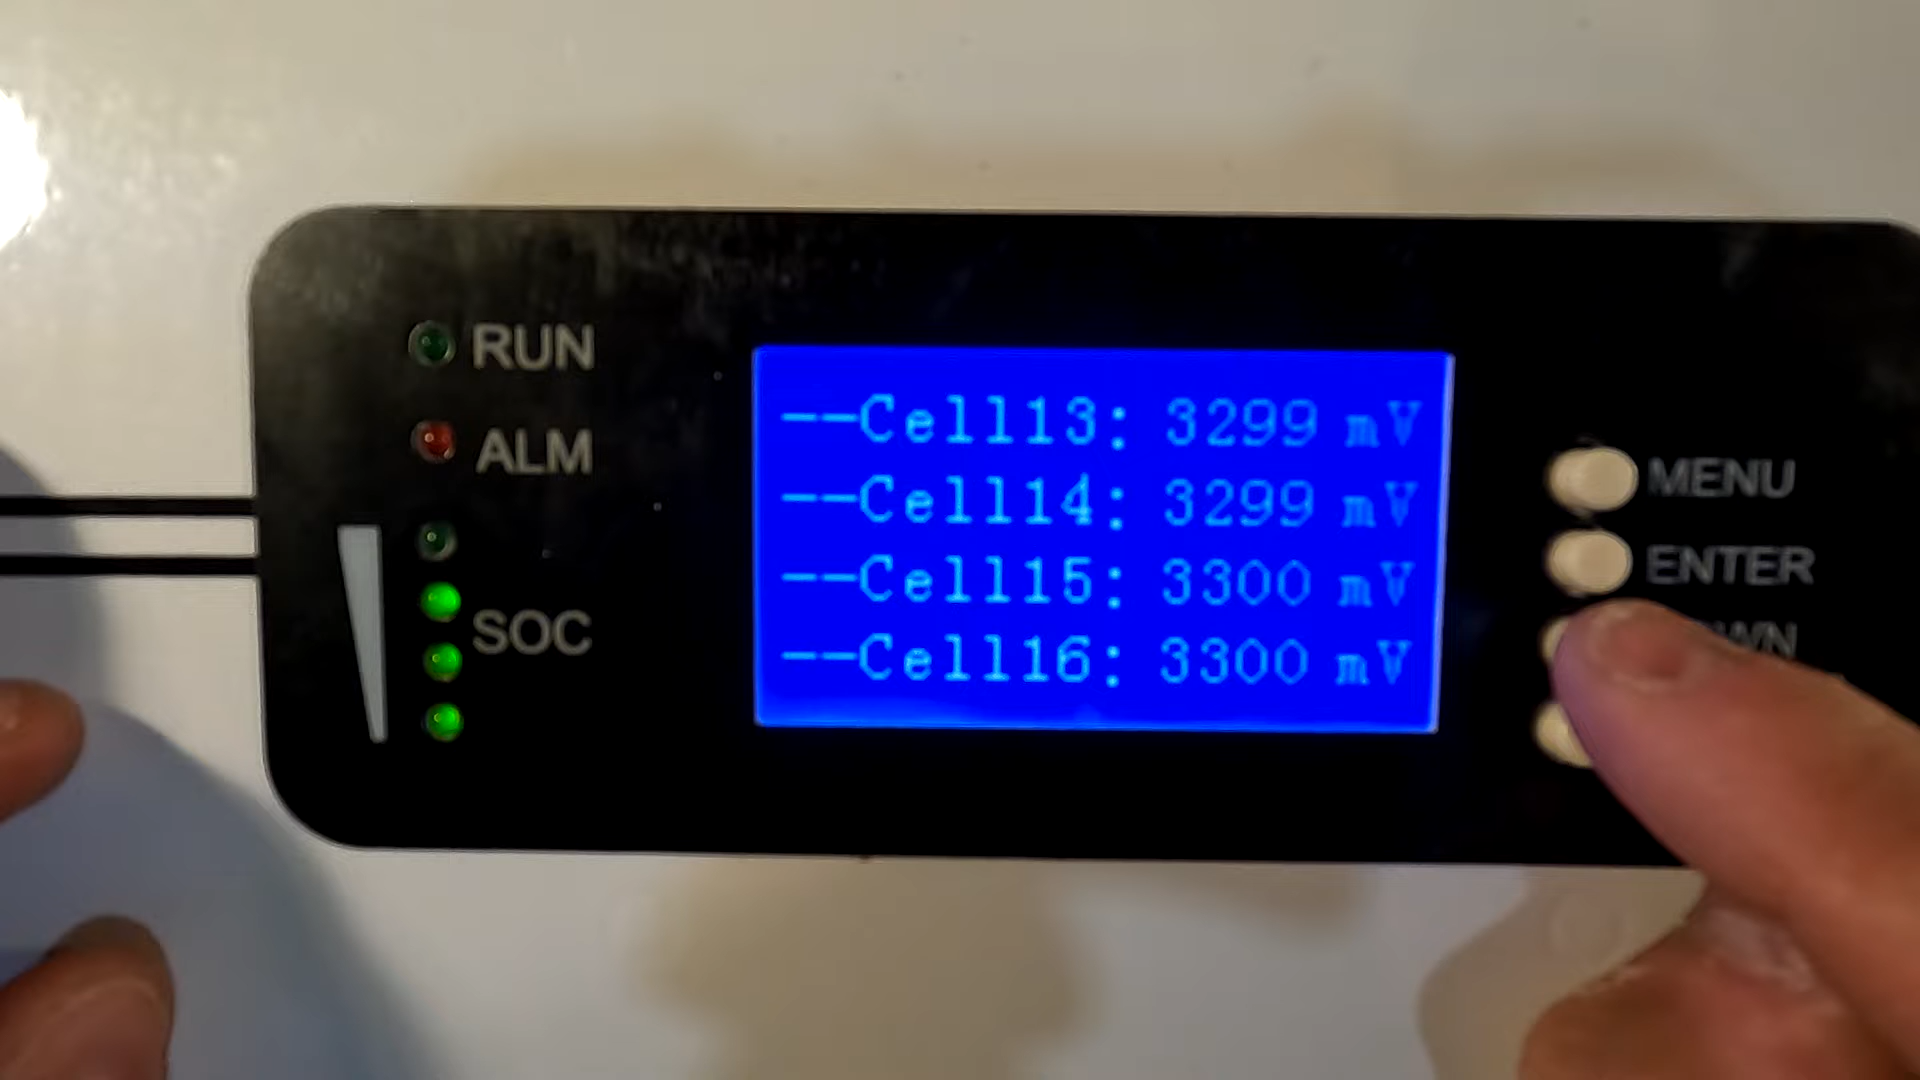 RUN
ALM
SOC
--Cell13: 3299 mV
--Cell14: 3299 mV
--Cell15: 3300 mV
--Cell16: 3300 mV
MENU
ENTER